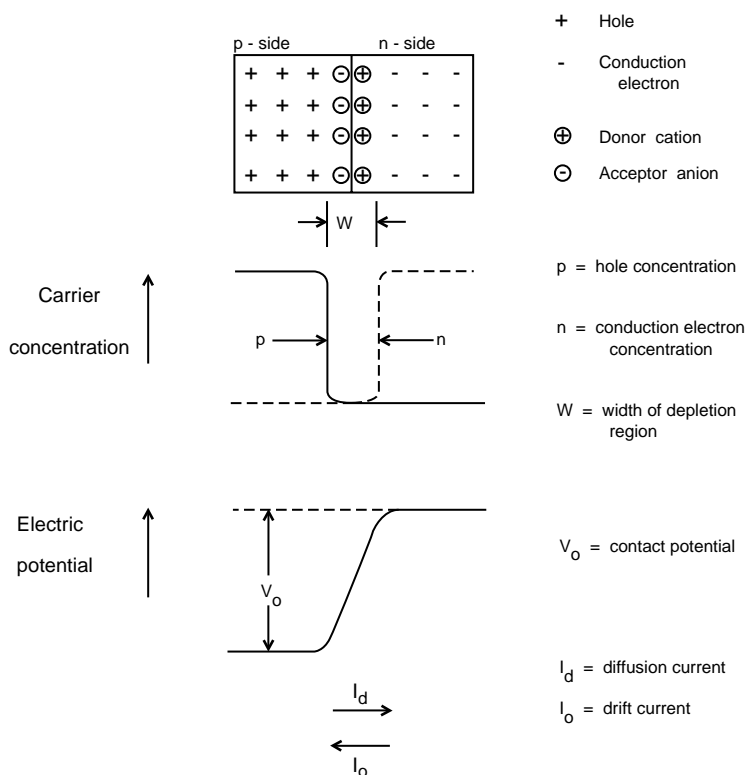 p - side n - side
+ Hole
- Conduction
electron
⊕ Donor cation
⊖ Acceptor anion
+ + + ⊖ ⊕ - - -
+ + + ⊖ ⊕ - - -
+ + + ⊖ ⊕ - - -
+ + + ⊖ ⊕ - - -
W
Carrier
concentration
p
n
p = hole concentration
n = conduction electron
concentration
W = width of depletion
region
Electric
potential
Vo
Vo = contact potential
Id
Io
Id = diffusion current
Io = drift current